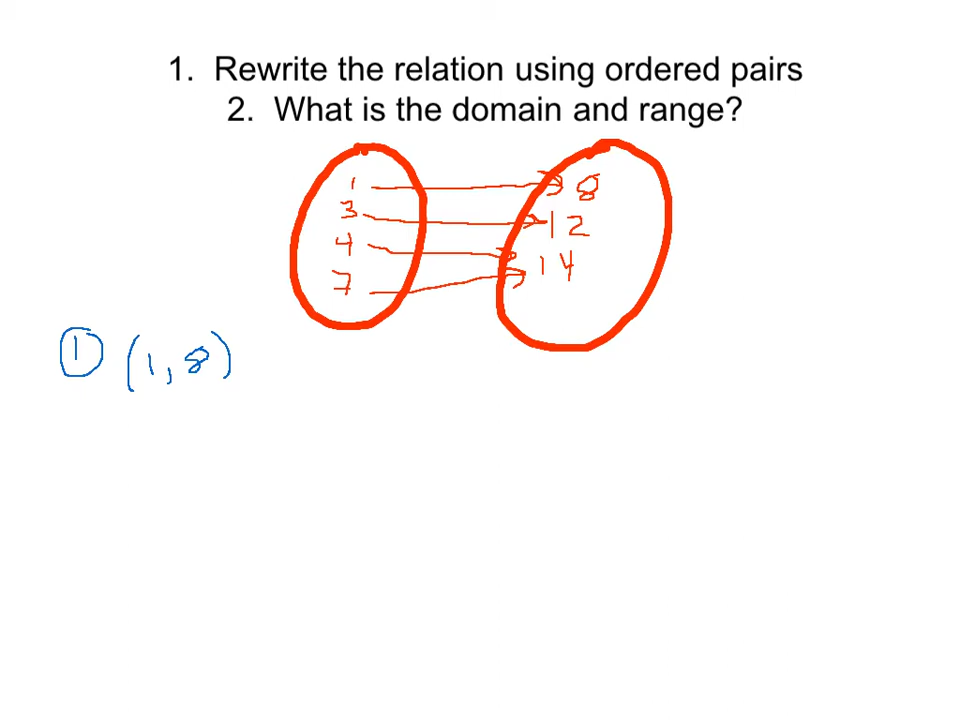 1. Rewrite the relation using ordered pairs
2. What is the domain and range?
1 8
3 12
4 14
7
1 (1, 8)